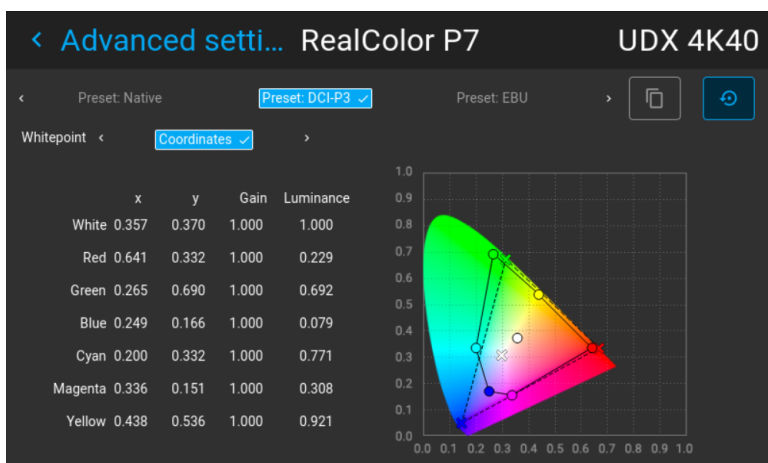 ‹ Advanced setti... RealColor P7 UDX 4K40
‹ Preset: Native Preset: DCI-P3 ✓ Preset: EBU ›
Whitepoint ‹ Coordinates ✓ ›
x y Gain Luminance
White 0.357 0.370 1.000 1.000
Red 0.641 0.332 1.000 0.229
Green 0.265 0.690 1.000 0.692
Blue 0.249 0.166 1.000 0.079
Cyan 0.200 0.332 1.000 0.771
Magenta 0.336 0.151 1.000 0.308
Yellow 0.438 0.536 1.000 0.921
1.0
0.9
0.8
0.7
0.6
0.5
0.4
0.3
0.2
0.1
0.0
0.0 0.1 0.2 0.3 0.4 0.5 0.6 0.7 0.8 0.9 1.0